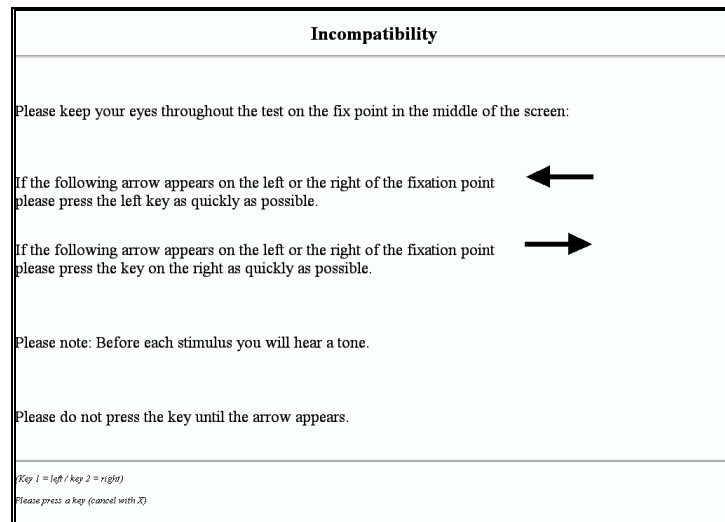 Incompatibility
Please keep your eyes throughout the test on the fix point in the middle of the screen:
If the following arrow appears on the left or the right of the fixation point
please press the left key as quickly as possible.
If the following arrow appears on the left or the right of the fixation point
please press the key on the right as quickly as possible.
Please note: Before each stimulus you will hear a tone.
Please do not press the key until the arrow appears.
(Key 1 = left / key 2 = right)
Please press a key (cancel with X)